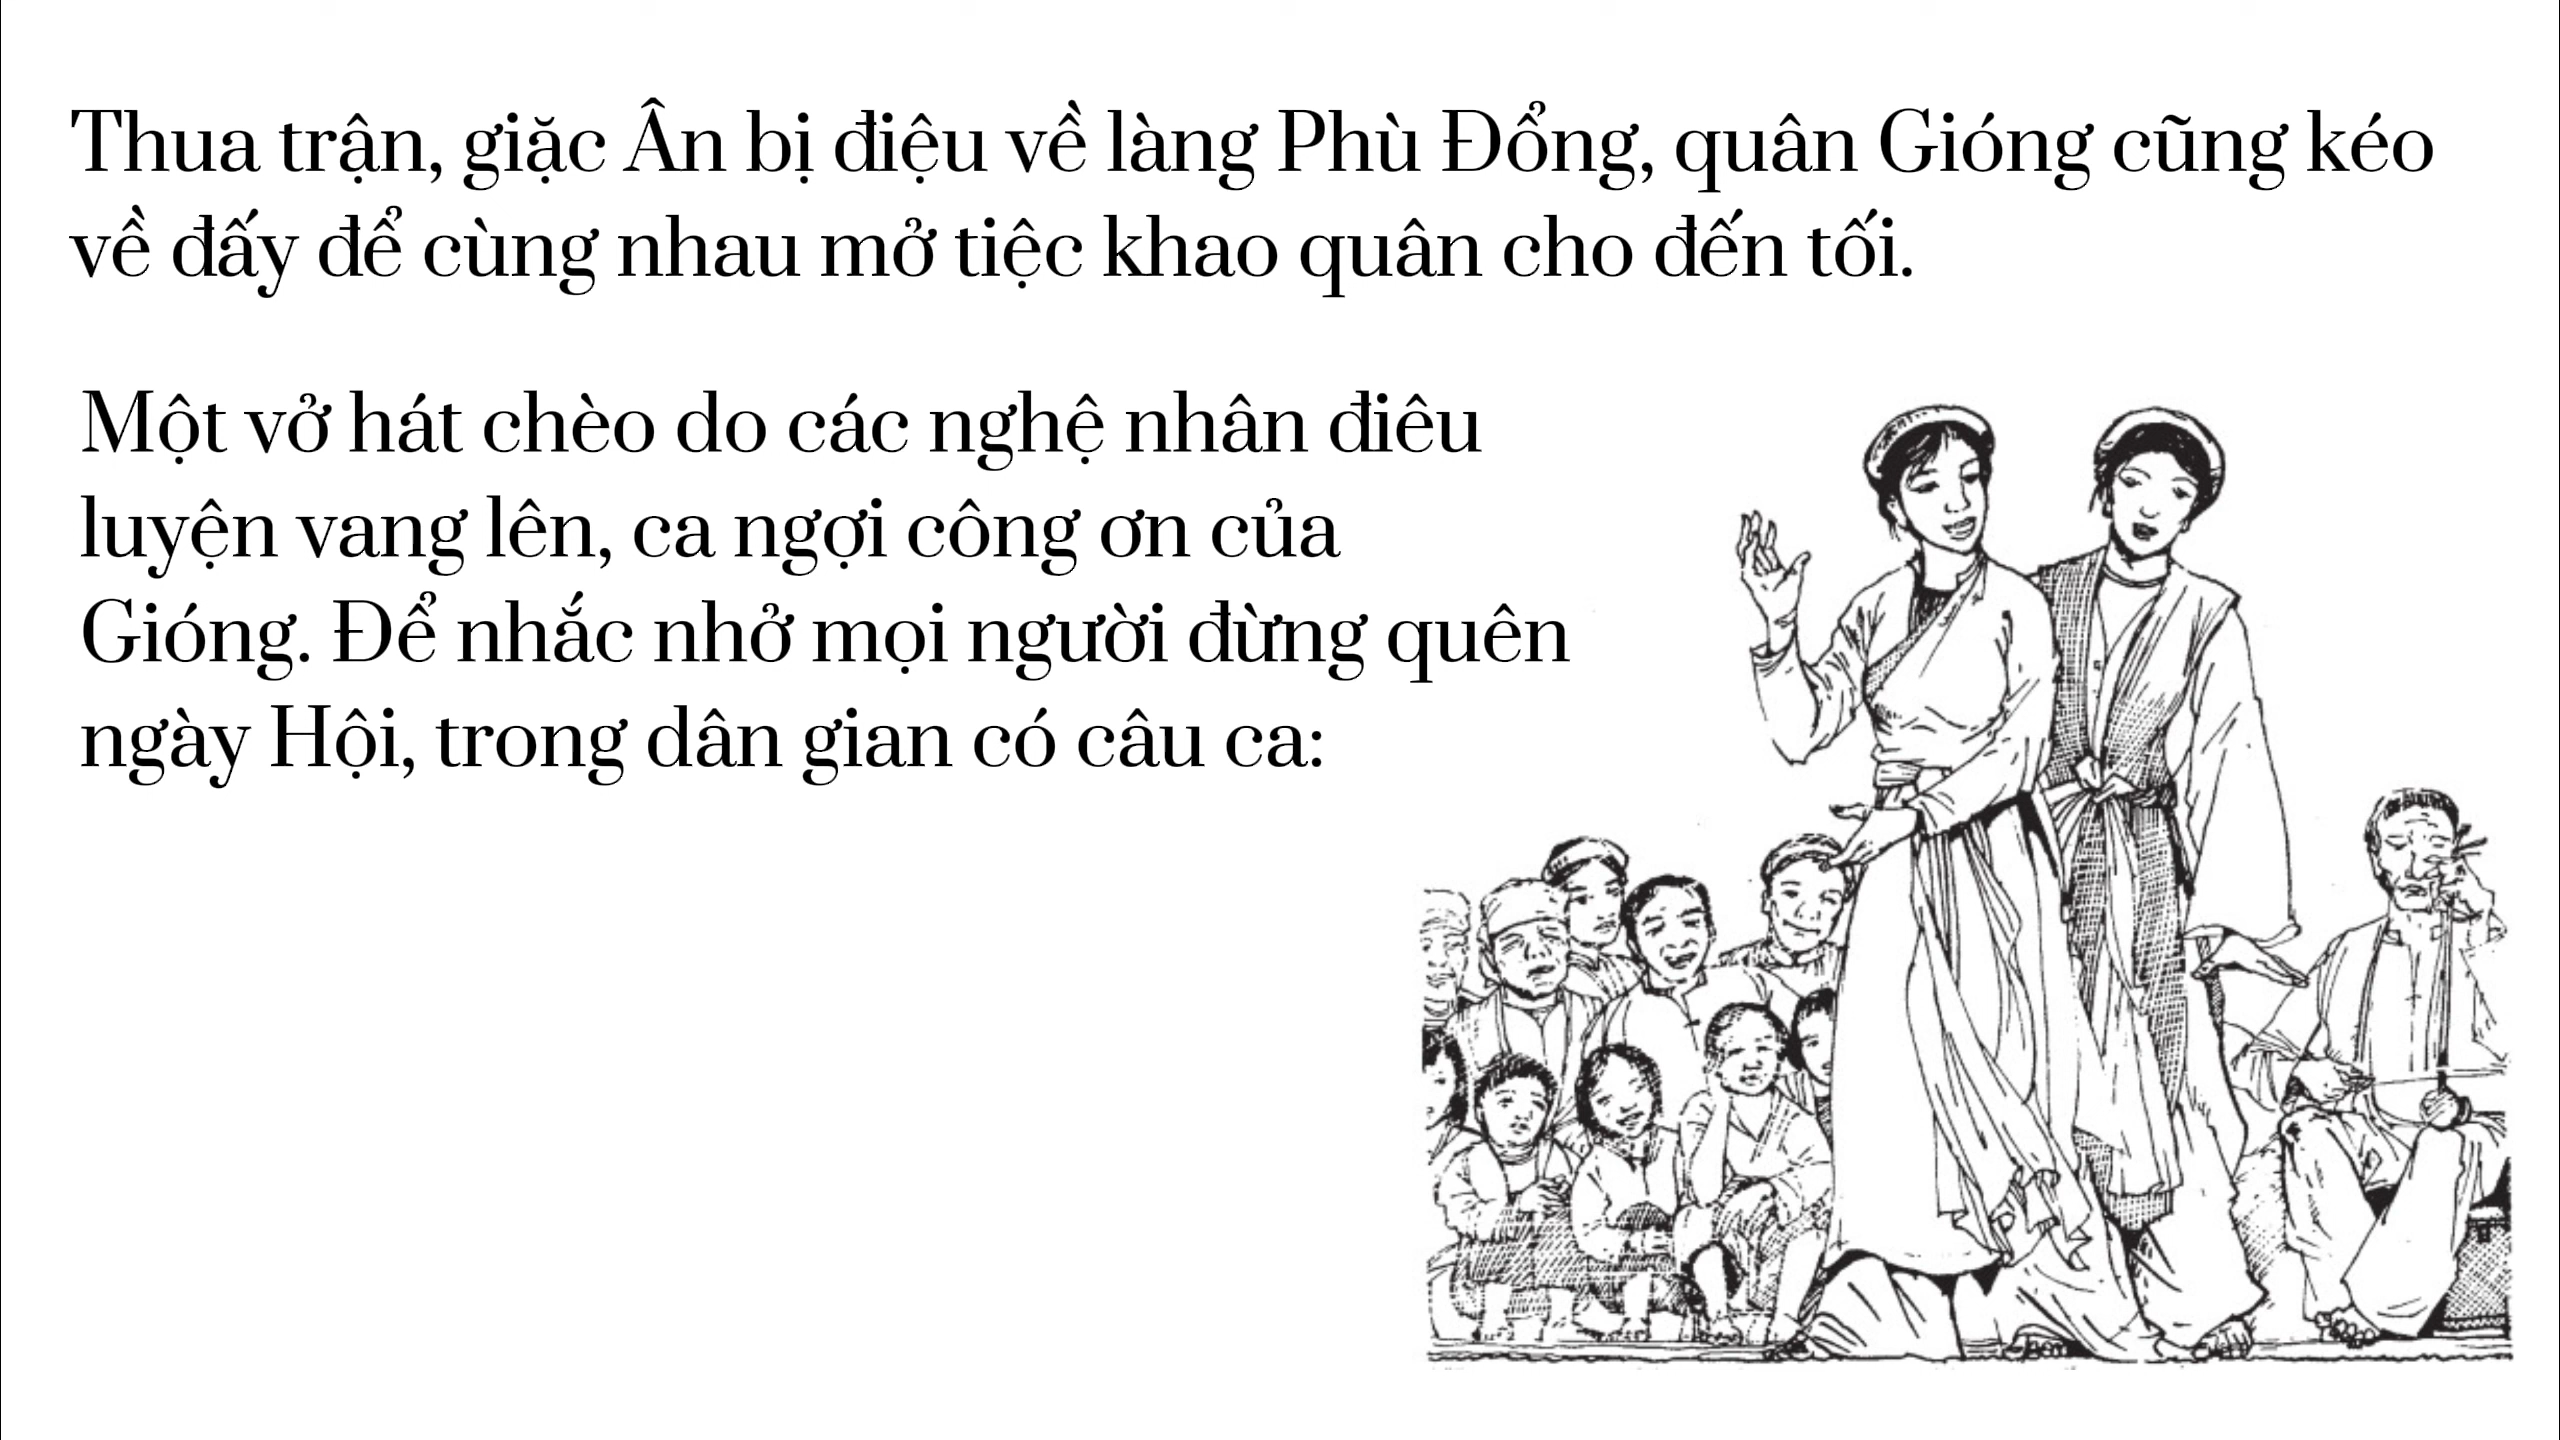 Thua trận, giặc Ân bị điệu về làng Phù Đổng, quân Gióng cũng kéo
về đấy để cùng nhau mở tiệc khao quân cho đến tối.
Một vở hát chèo do các nghệ nhân điêu
luyện vang lên, ca ngợi công ơn của
Gióng. Để nhắc nhở mọi người đừng quên
ngày Hội, trong dân gian có câu ca: